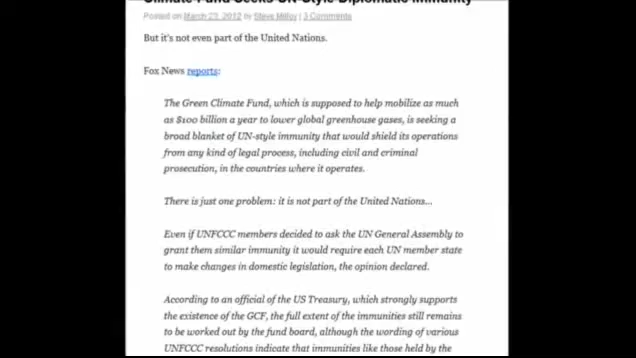 Climate Fund Seeks UN-Style Diplomatic Immunity
Posted on March 23, 2012 by Steve Milloy | 3 Comments
But it's not even part of the United Nations.
Fox News reports:
The Green Climate Fund, which is supposed to help mobilize as much
as $100 billion a year to lower global greenhouse gases, is seeking a
broad blanket of UN-style immunity that would shield its operations
from any kind of legal process, including civil and criminal
prosecution, in the countries where it operates.
There is just one problem: it is not part of the United Nations...
Even if UNFCCC members decided to ask the UN General Assembly to
grant them similar immunity it would require each UN member state
to make changes in domestic legislation, the opinion declared.
According to an official of the US Treasury, which strongly supports
the existence of the GCF, the full extent of the immunities still remains
to be worked out by the fund board, although the wording of various
UNFCCC resolutions indicate that immunities like those held by the